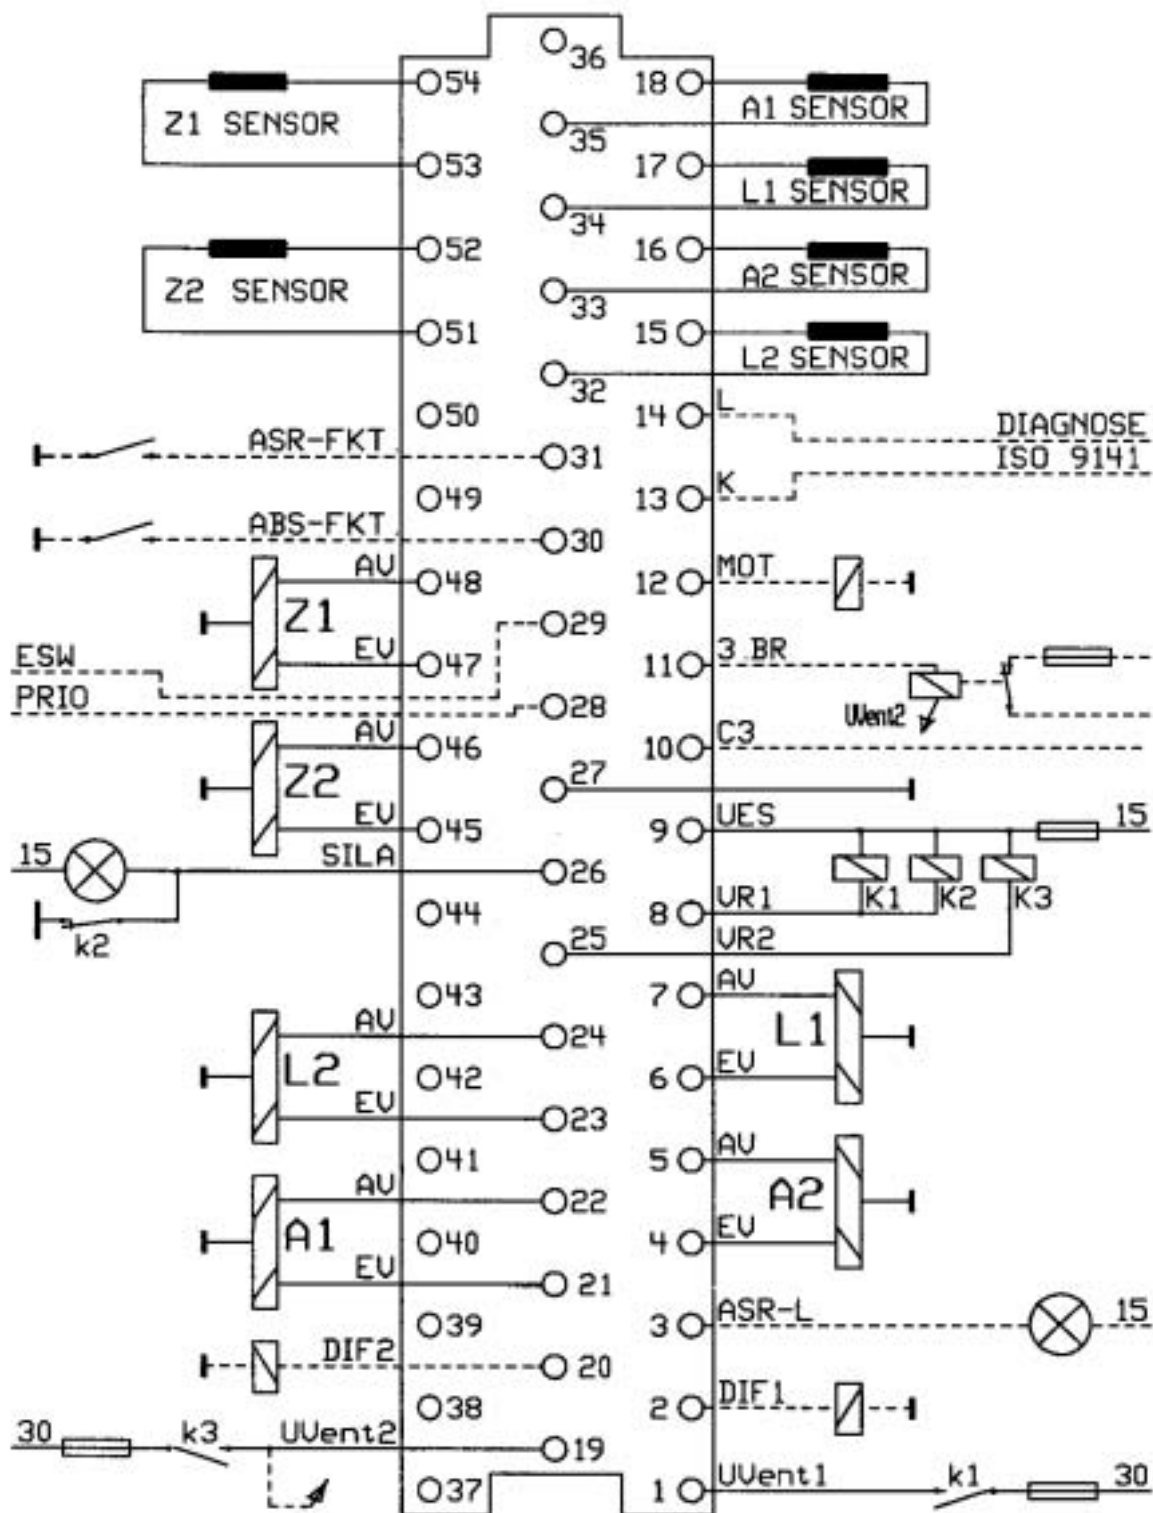 36
54 18
Z1 SENSOR A1 SENSOR
35
53 17
34 L1 SENSOR
52 16
Z2 SENSOR A2 SENSOR
33
51 15
32 L2 SENSOR
50 14 L
ASR-FKT 31 DIAGNOSE
ISO 9141
49 13 K
ABS-FKT 30
AV 48 12 MOT
Z1 29
ESW EV 47 11 3.BR
PRIO 28
UVent2
AV 46 10 C3
Z2 27
EV 45 9 UES 15
15 SILA 26 K1 K2 K3
44 8 VR1
k2 25 VR2
43 7 AV
AV 24 L1
L2 42 6 EV
EV 23
41 5 AV
AV 22 A2
A1 40 4 EV
EV 21
39 3 ASR-L 15
DIF2 20
38 2 DIF1
30 k3 UVent2 19
37 1 UVent1 k1 30